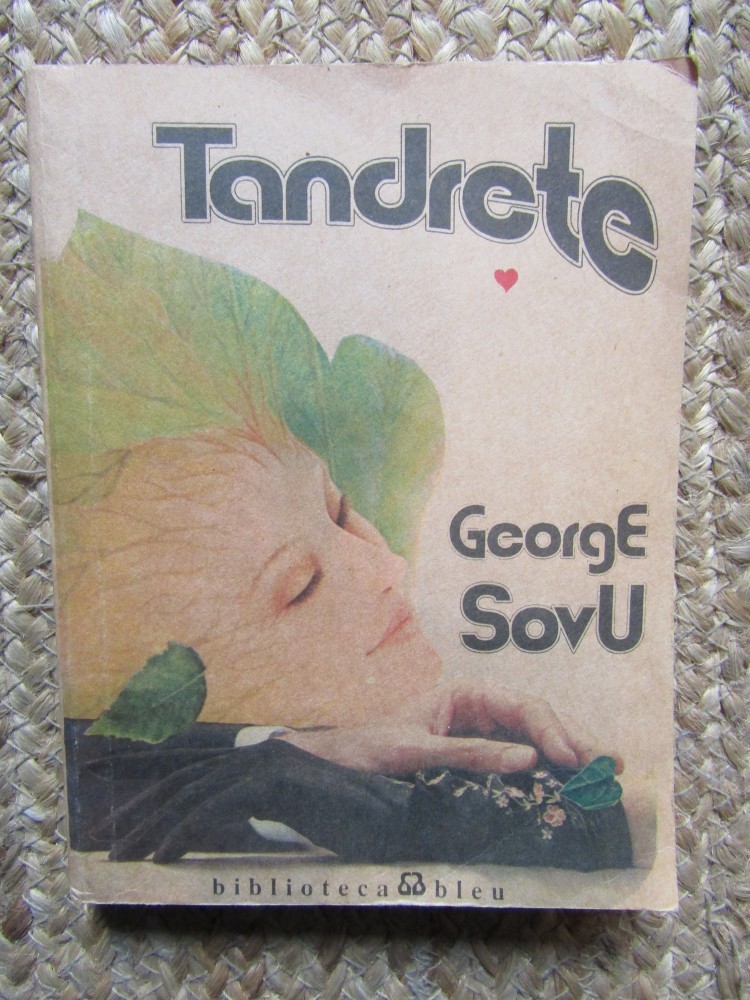 Tandrete
GeorgE
SovU
biblioteca bleu